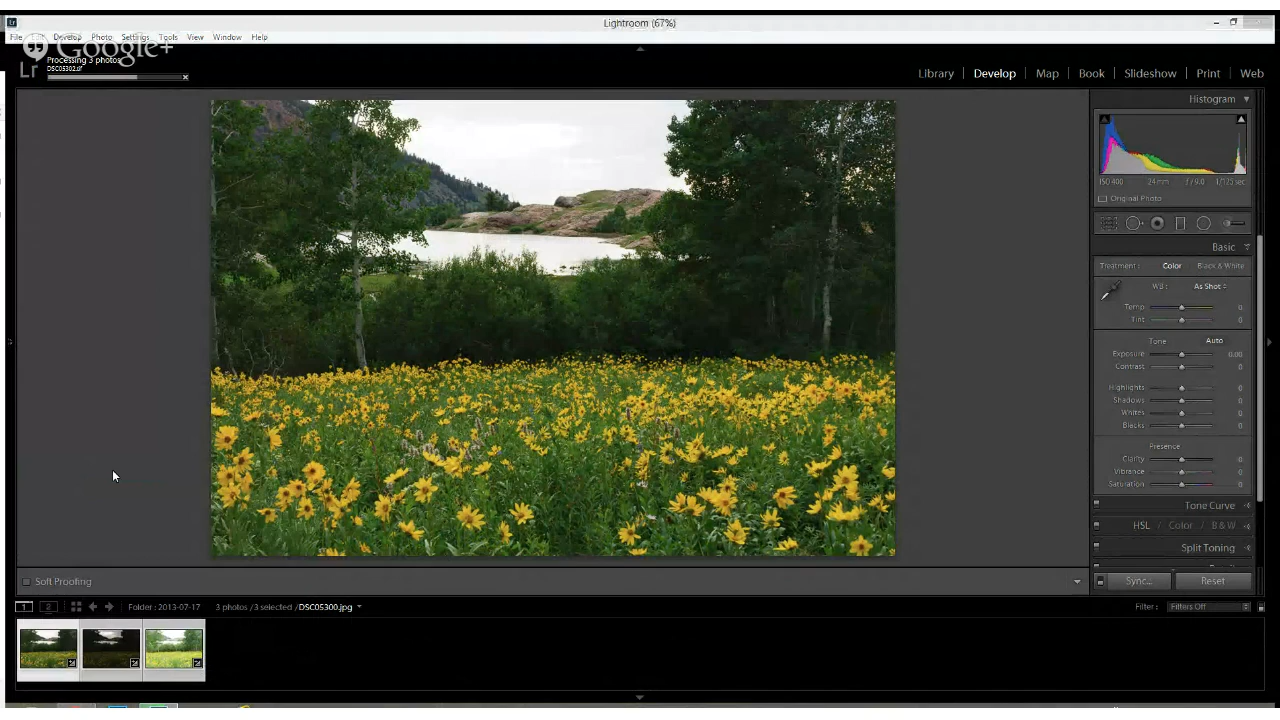 Lightroom (67%)
File Edit Develop Photo Settings Tools View Window Help
Google+
Lr
Processing 3 photos
DSC05302.tif
Library | Develop | Map | Book | Slideshow | Print | Web
Histogram
ISO 400 24 mm f / 9.0 1/125 sec
Original Photo
Basic
Treatment : Color Black & White
WB : As Shot
Temp 0
Tint 0
Tone Auto
Exposure 0.00
Contrast 0
Highlights 0
Shadows 0
Whites 0
Blacks 0
Presence
Clarity 0
Vibrance 0
Saturation 0
Tone Curve
HSL / Color / B & W
Split Toning
Soft Proofing
Sync... Reset
1 2 Folder : 2013-07-17 3 photos /3 selected /DSC05300.jpg Filter : Filters Off